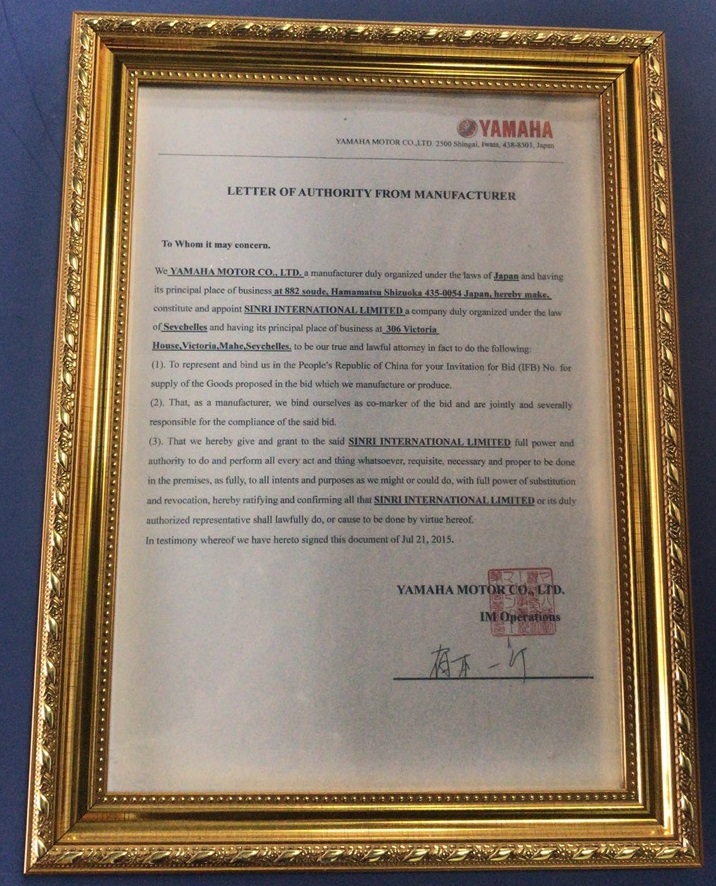 YAMAHA
YAMAHA MOTOR CO.,LTD. 2500 Shingai, Iwata, 438-8501, Japan
LETTER OF AUTHORITY FROM MANUFACTURER
To Whom it may concern.
We YAMAHA MOTOR CO., LTD. a manufacturer duly organized under the laws of Japan and having
its principal place of business at 882 soude, Hamamatsu Shizuoka 435-0054 Japan, hereby make,
constitute and appoint SINRI INTERNATIONAL LIMITED a company duly organized under the law
of Seychelles and having its principal place of business at 306 Victoria
House,Victoria,Mahe,Seychelles. to be our true and lawful attorney in fact to do the following:
(1). To represent and bind us in the People's Republic of China for your Invitation for Bid (IFB) No. for
supply of the Goods proposed in the bid which we manufacture or produce.
(2). That, as a manufacturer, we bind ourselves as co-marker of the bid and are jointly and severally
responsible for the compliance of the said bid.
(3). That we hereby give and grant to the said SINRI INTERNATIONAL LIMITED full power and
authority to do and perform all every act and thing whatsoever, requisite, necessary and proper to be done
in the premises, as fully, to all intents and purposes as we might or could do, with full power of substitution
and revocation, hereby ratifying and confirming all that SINRI INTERNATIONAL LIMITED or its duly
authorized representative shall lawfully do, or cause to be done by virtue hereof.
In testimony whereof we have hereto signed this document of Jul 21, 2015.
YAMAHA MOTOR CO., LTD.
IM Operations